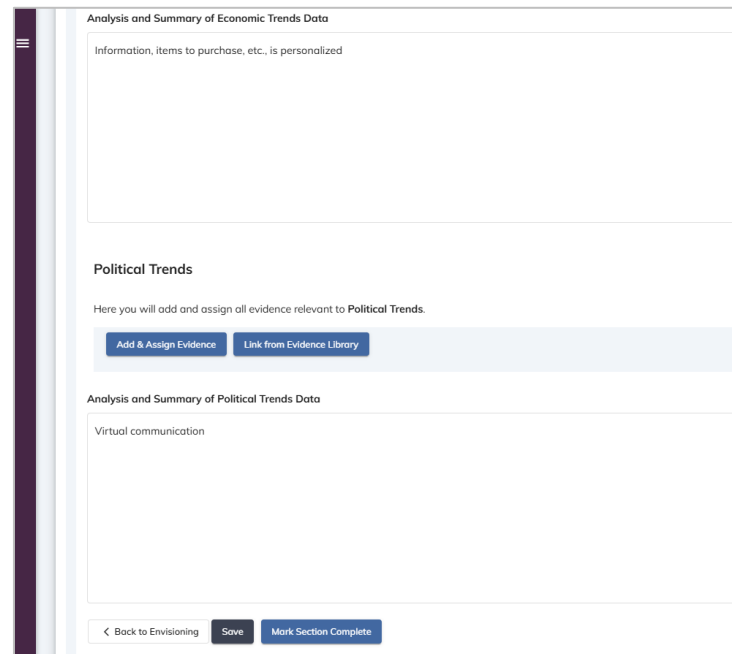 Analysis and Summary of Economic Trends Data
Information, items to purchase, etc., is personalized
Political Trends
Here you will add and assign all evidence relevant to Political Trends.
Add & Assign Evidence
Link from Evidence Library
Analysis and Summary of Political Trends Data
Virtual communication
Back to Envisioning
Save
Mark Section Complete